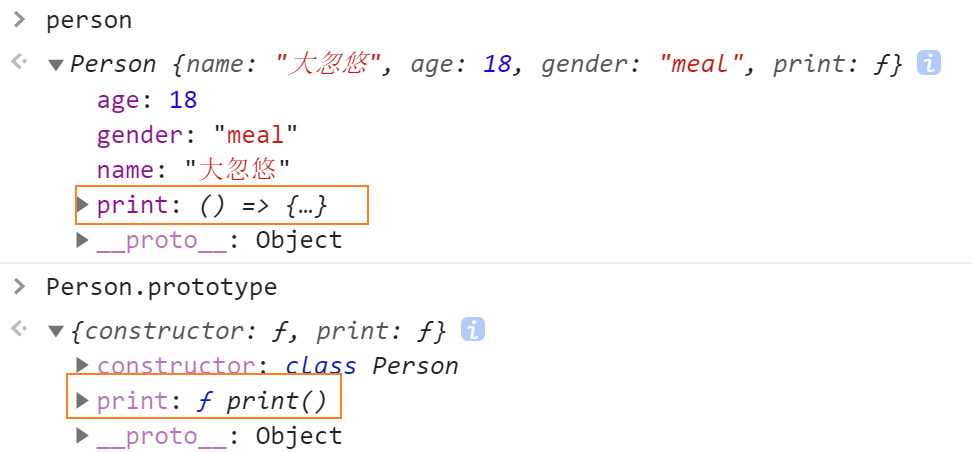 > person
Person {name: "大忽悠", age: 18, gender: "meal", print: ƒ} i
age: 18
gender: "meal"
name: "大忽悠"
print: () => {…}
__proto__: Object
> Person.prototype
{constructor: ƒ, print: ƒ} i
constructor: class Person
print: ƒ print()
__proto__: Object